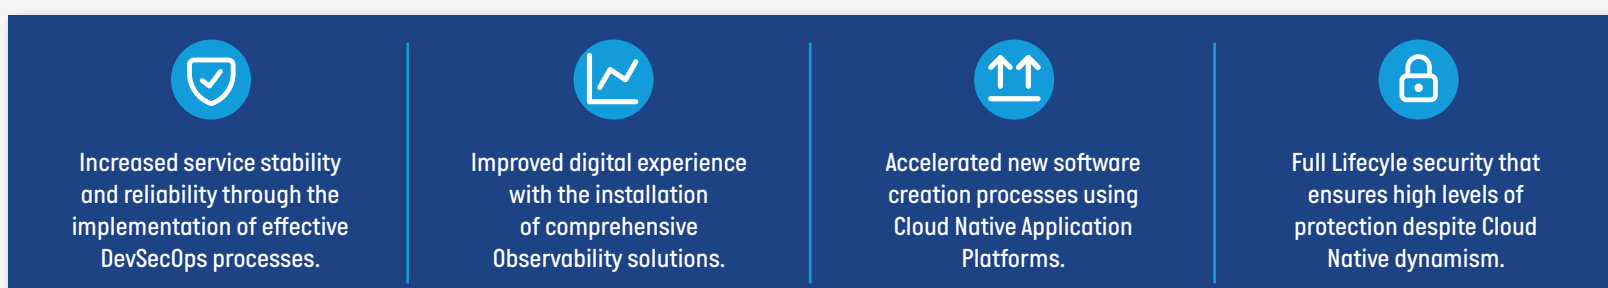 Increased service stability
and reliability through the
implementation of effective
DevSecOps processes.
Improved digital experience
with the installation
of comprehensive
Observability solutions.
Accelerated new software
creation processes using
Cloud Native Application
Platforms.
Full Lifecyle security that
ensures high levels of
protection despite Cloud
Native dynamism.